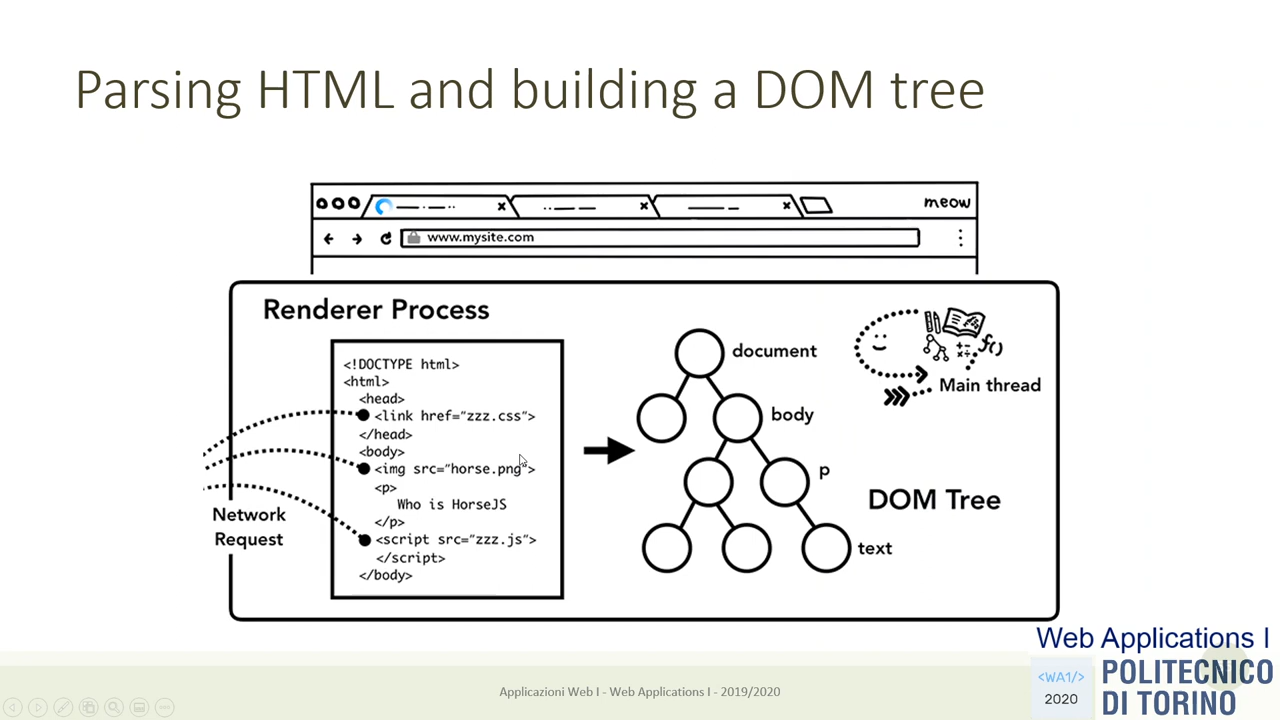 Parsing HTML and building a DOM tree
meow
www.mysite.com
Renderer Process
<!DOCTYPE html>
<html>
<head>
<link href="zzz.css">
</head>
<body>
<img src="horse.png">
<p>
Who is HorseJS
</p>
<script src="zzz.js">
</script>
</body>
Network
Request
document
body
p
text
DOM Tree
f()
Main thread
Applicazioni Web I - Web Applications I - 2019/2020
Web Applications I
<WA1/>
2020
POLITECNICO
DI TORINO